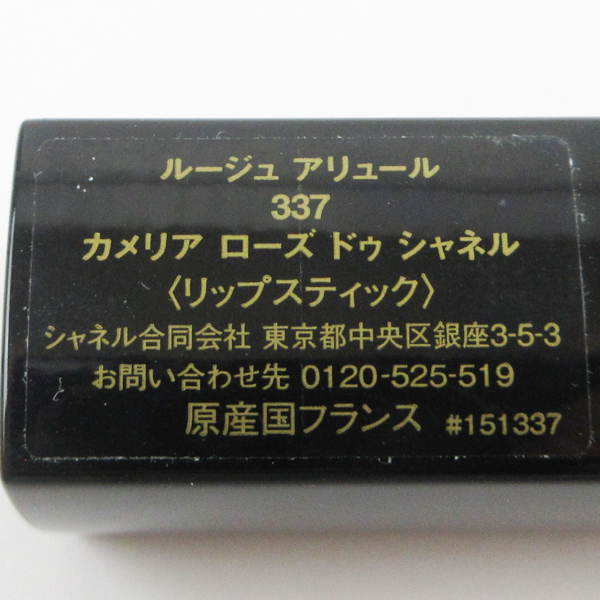 ルージュ アリュール
337
カメリア ローズ ドゥ シャネル
〈リップスティック〉
シャネル合同会社 東京都中央区銀座3-5-3
お問い合わせ先 0120-525-519
原産国フランス #151337